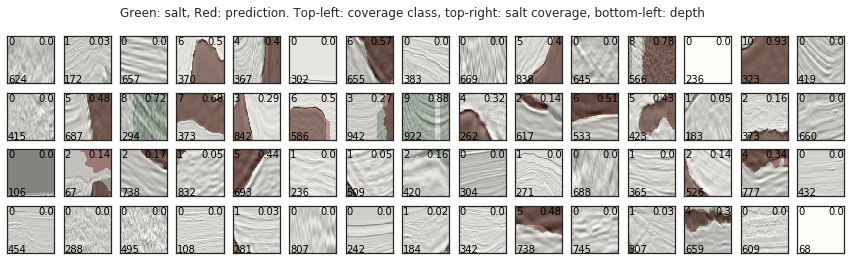 Green: salt, Red: prediction. Top-left: coverage class, top-right: salt coverage, bottom-left: depth
0 0.0 1 0.03 0 0.0 6 0.5 4 0.4 0 0.0 6 0.57 0 0.0 0 0.0 5 0.4 0 0.0 8 0.78 0 0.0 10 0.93 0 0.0
624 172 657 370 367 302 655 383 669 838 645 566 236 323 419
0 0.0 5 0.48 8 0.72 7 0.68 3 0.29 6 0.5 3 0.27 9 0.88 4 0.32 2 0.14 6 0.51 5 0.43 1 0.05 2 0.16 0 0.0
415 687 294 373 842 586 942 922 262 617 533 423 183 373 660
0 0.0 2 0.14 2 0.17 1 0.05 5 0.44 1 0.0 1 0.05 2 0.16 0 0.0 1 0.0 0 0.0 1 0.0 2 0.14 4 0.34 0 0.0
106 67 738 832 693 236 509 420 304 271 688 365 526 777 432
0 0.0 0 0.0 0 0.0 0 0.0 1 0.03 0 0.0 0 0.0 1 0.02 0 0.0 5 0.48 0 0.0 1 0.03 4 0.3 0 0.0 0 0.0
454 288 495 108 281 807 242 184 342 738 745 307 659 609 68